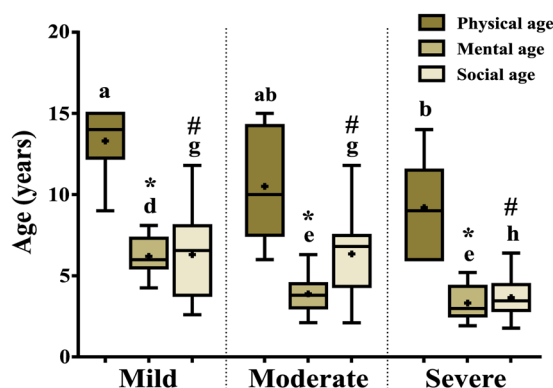 Physical age
Mental age
Social age
Age (years)
20
15
10
5
0
a
*
d
#
g
ab
*
e
#
g
b
*
e
#
h
Mild
Moderate
Severe